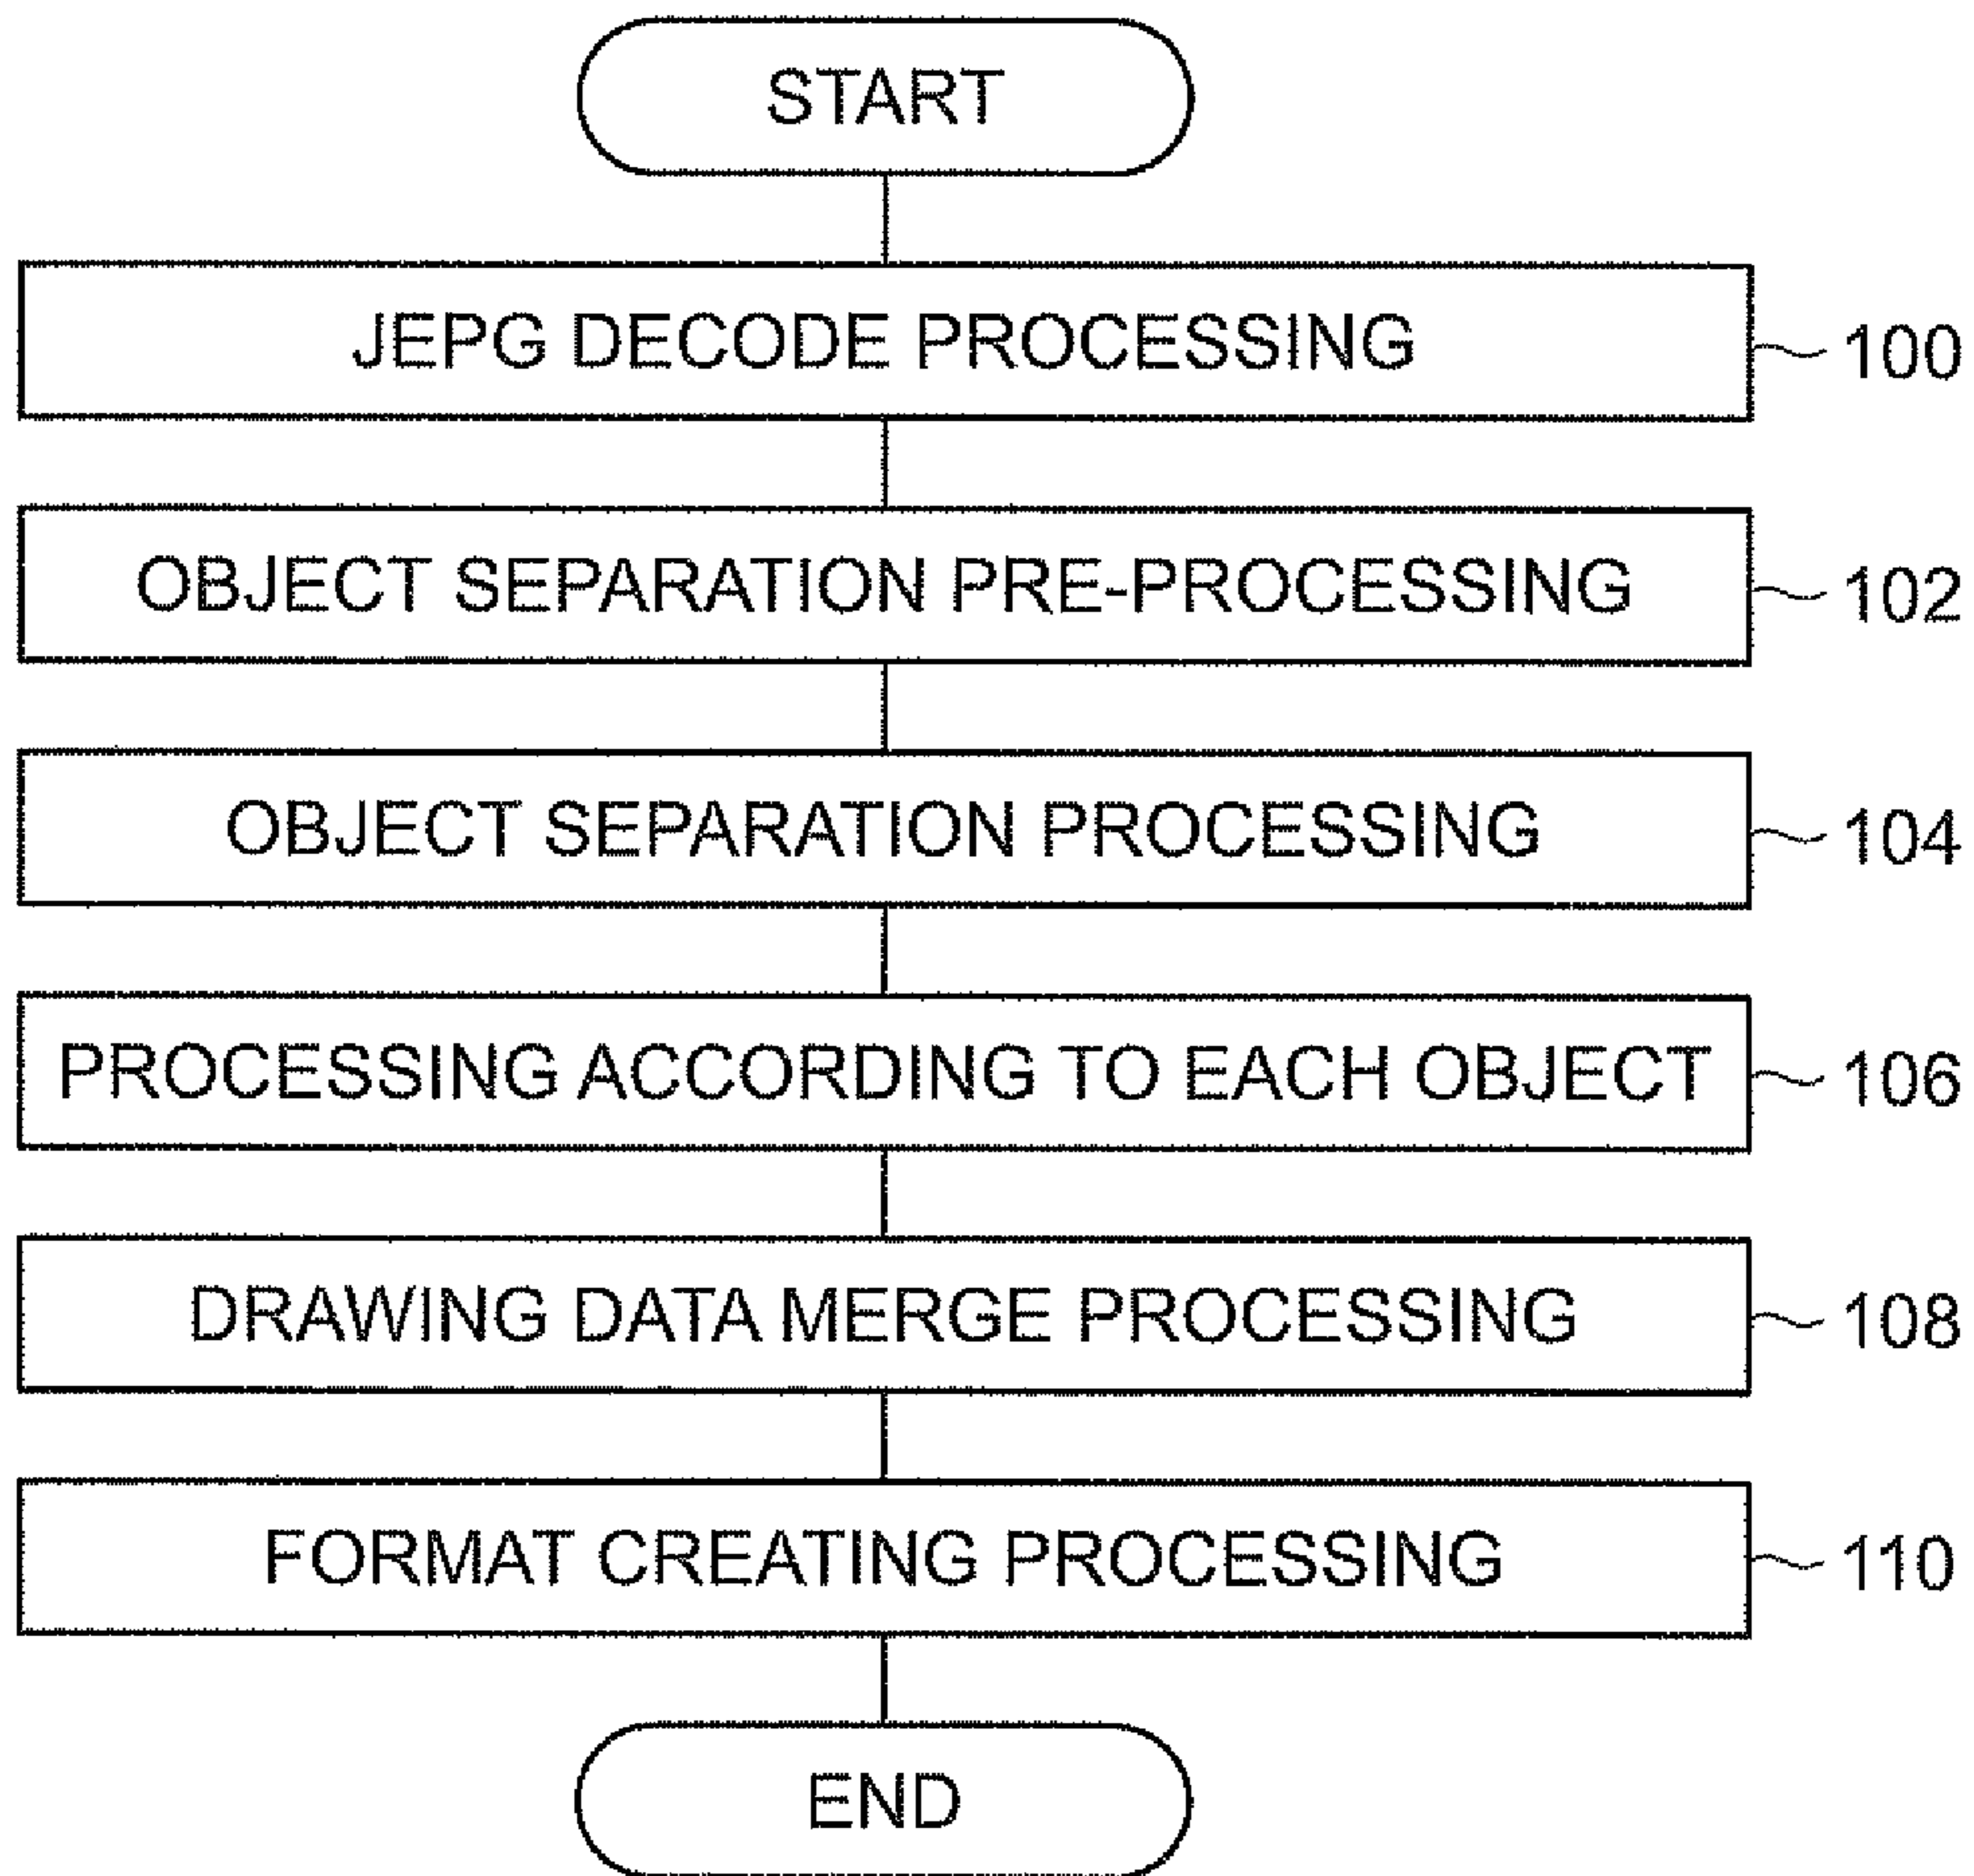 START
JEPG DECODE PROCESSING 100
OBJECT SEPARATION PRE-PROCESSING 102
OBJECT SEPARATION PROCESSING 104
PROCESSING ACCORDING TO EACH OBJECT 106
DRAWING DATA MERGE PROCESSING 108
FORMAT CREATING PROCESSING 110
END